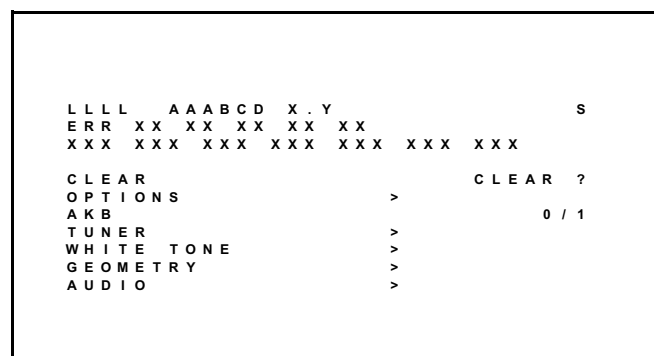 LLLL AAABCD X.Y S
ERR XX XX XX XX XX
XXX XXX XXX XXX XXX XXX XXX
CLEAR CLEAR ?
OPTIONS >
AKB 0/1
TUNER >
WHITE TONE >
GEOMETRY >
AUDIO >